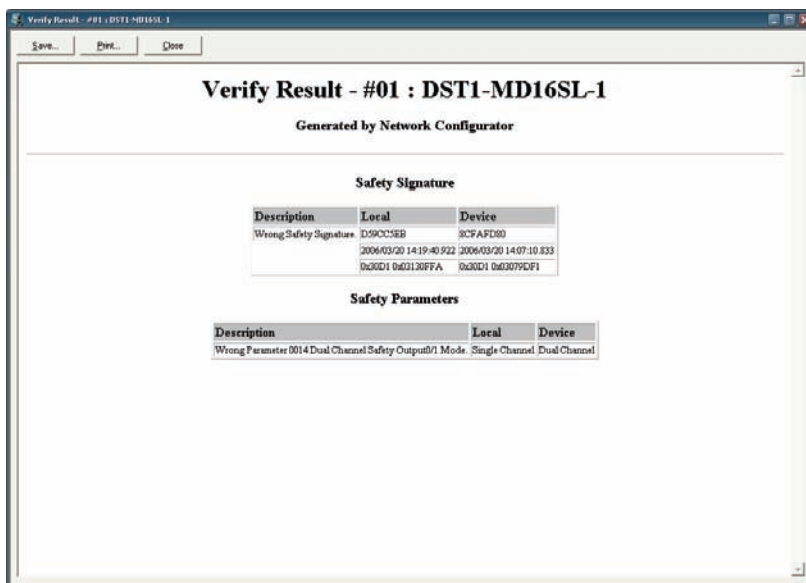 Verify Result - #01 : DST1-MD16SL-1
Save... Print... Close
Verify Result - #01 : DST1-MD16SL-1
Generated by Network Configurator
Safety Signature
Description Local Device
Wrong Safety Signature. D59CC5EB 8CFAFD80
2006/03/20 14:19:40.922 2006/03/20 14:07:10.833
0x30D1 0x03130FFA 0x30D1 0x03079DF1
Safety Parameters
Description Local Device
Wrong Parameter 0014 Dual Channel Safety Output0/1 Mode. Single Channel Dual Channel